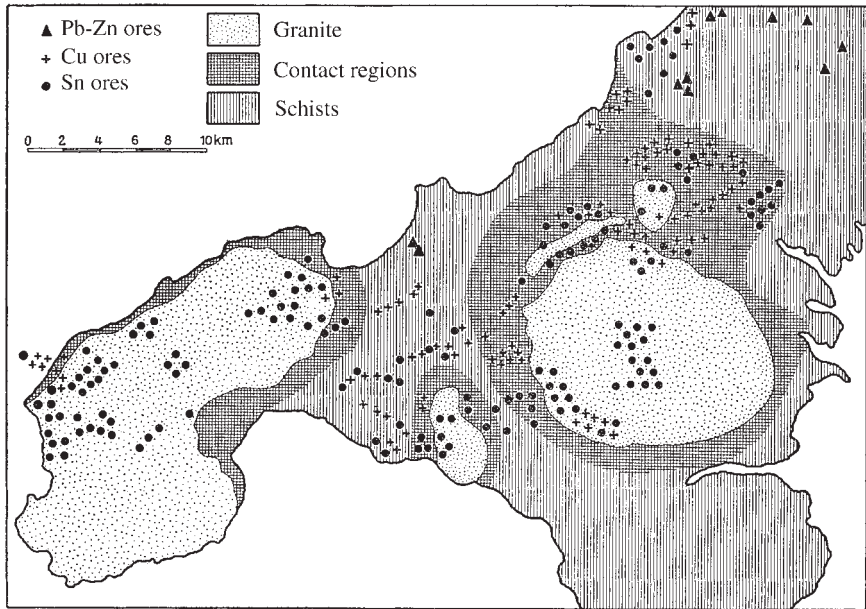 Pb-Zn ores
Cu ores
Sn ores
Granite
Contact regions
Schists
0 2 4 6 8 10km